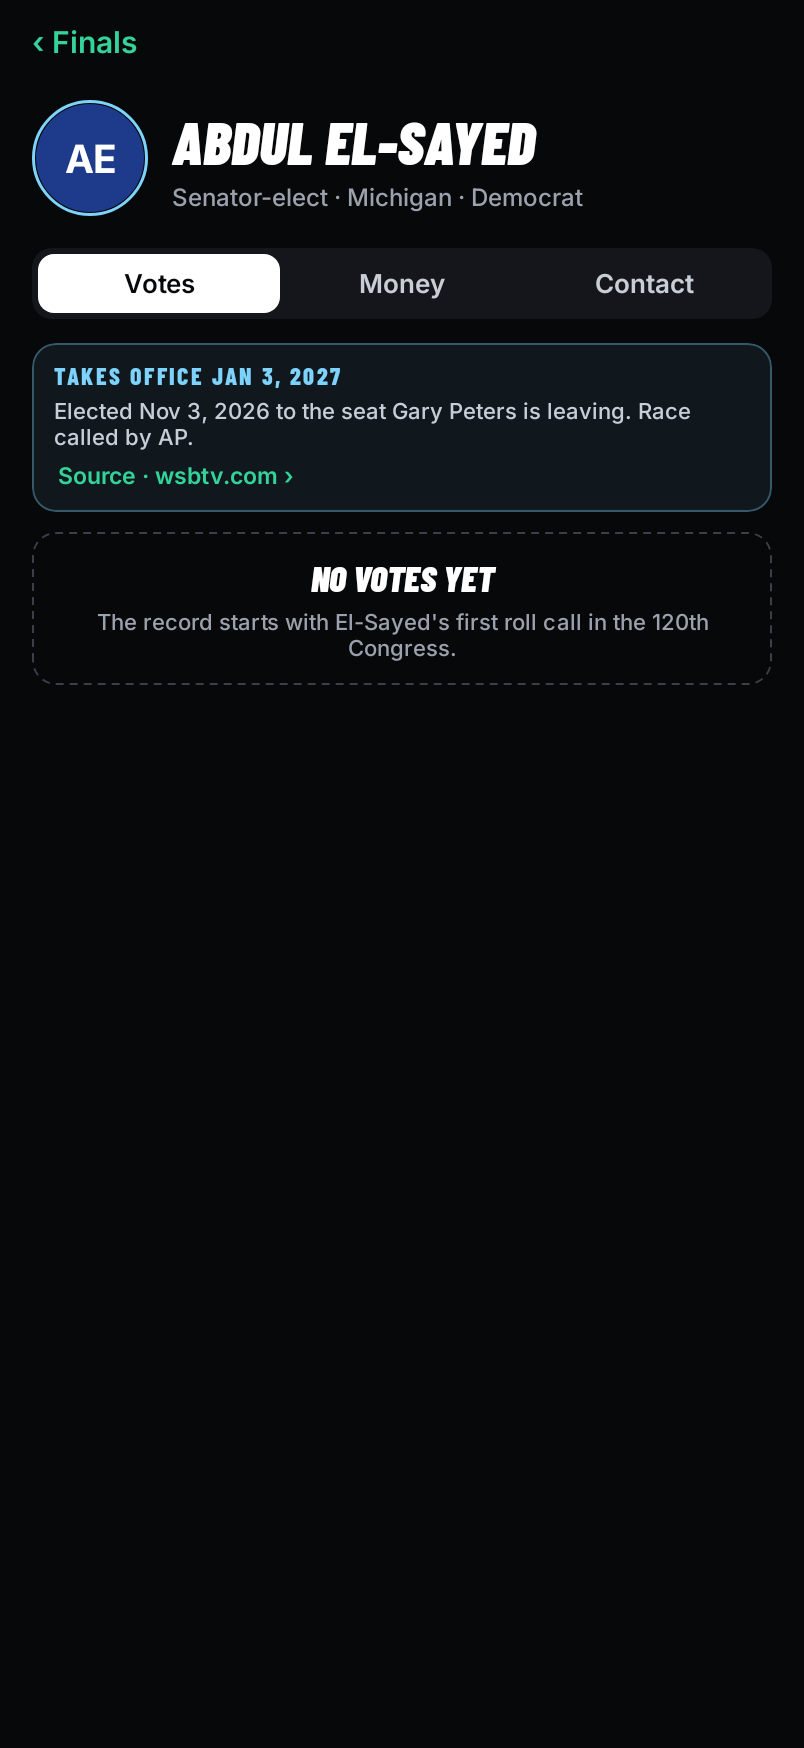 ‹ Finals
AE
ABDUL EL-SAYED
Senator-elect · Michigan · Democrat
Votes
Money
Contact
TAKES OFFICE JAN 3, 2027
Elected Nov 3, 2026 to the seat Gary Peters is leaving. Race
called by AP.
Source · wsbtv.com ›
NO VOTES YET
The record starts with El-Sayed's first roll call in the 120th
Congress.